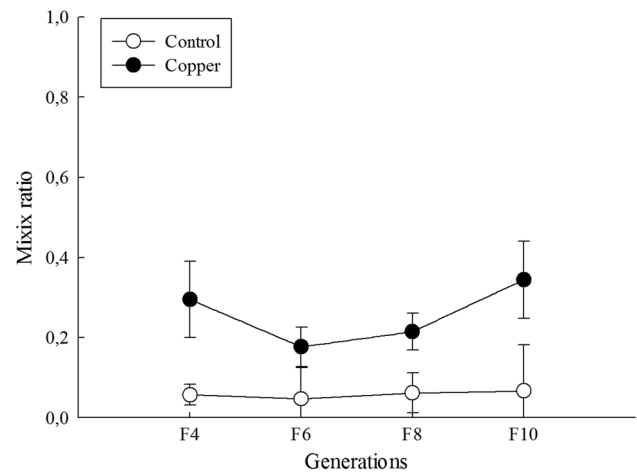 1,0
0,8
0,6
0,4
0,2
0,0
Mixix ratio
Control
Copper
F4 F6 F8 F10
Generations